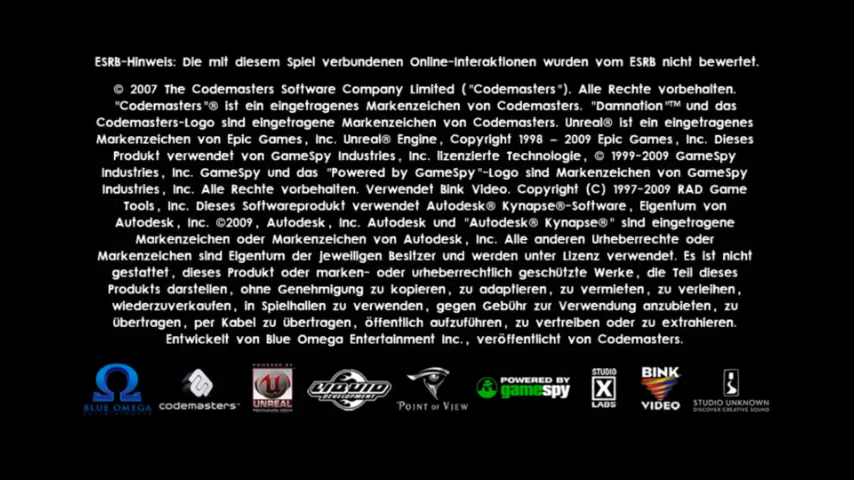 ESRB-Hinweis: Die mit diesem Spiel verbundenen Online-Interaktionen wurden vom ESRB nicht bewertet.
© 2007 The Codemasters Software Company Limited ("Codemasters"). Alle Rechte vorbehalten.
"Codemasters"® ist ein eingetragenes Markenzeichen von Codemasters. "Damnation"™ und das
Codemasters-Logo sind eingetragene Markenzeichen von Codemasters. Unreal® ist ein eingetragenes
Markenzeichen von Epic Games, Inc. Unreal® Engine, Copyright 1998 – 2009 Epic Games, Inc. Dieses
Produkt verwendet von GameSpy Industries, Inc. lizenzierte Technologie, © 1999-2009 GameSpy
Industries, Inc. GameSpy und das "Powered by GameSpy"-Logo sind Markenzeichen von GameSpy
Industries, Inc. Alle Rechte vorbehalten. Verwendet Bink Video. Copyright (C) 1997-2009 RAD Game
Tools, Inc. Dieses Softwareprodukt verwendet Autodesk® Kynapse®-Software, Eigentum von
Autodesk, Inc. ©2009, Autodesk, Inc. Autodesk und "Autodesk® Kynapse®" sind eingetragene
Markenzeichen oder Markenzeichen von Autodesk, Inc. Alle anderen Urheberrechte oder
Markenzeichen sind Eigentum der jeweiligen Besitzer und werden unter Lizenz verwendet. Es ist nicht
gestattet, dieses Produkt oder marken- oder urheberrechtlich geschützte Werke, die Teil dieses
Produkts darstellen, ohne Genehmigung zu kopieren, zu adaptieren, zu vermieten, zu verleihen,
wiederzuverkaufen, in Spielhallen zu verwenden, gegen Gebühr zur Verwendung anzubieten, zu
übertragen, per Kabel zu übertragen, öffentlich aufzuführen, zu vertreiben oder zu extrahieren.
Entwickelt von Blue Omega Entertainment Inc., veröffentlicht von Codemasters.
BLUE OMEGA
ENTERTAINMENT
codemasters™
POWERED BY
UNREAL
TECHNOLOGY
LIQUID
DEVELOPMENT
POINT OF VIEW
POWERED BY
gamespy
STUDIO
X
LABS
BINK
VIDEO
STUDIO UNKNOWN
DISCOVER CREATIVE SOUND